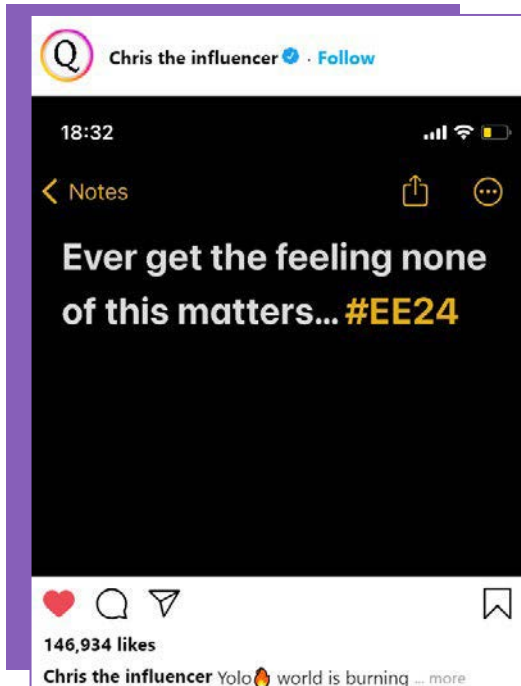 Q
Chris the influencer · Follow
18:32
Notes
Ever get the feeling none
of this matters... #EE24
146,934 likes
Chris the influencer Yolo🔥 world is burning ... more